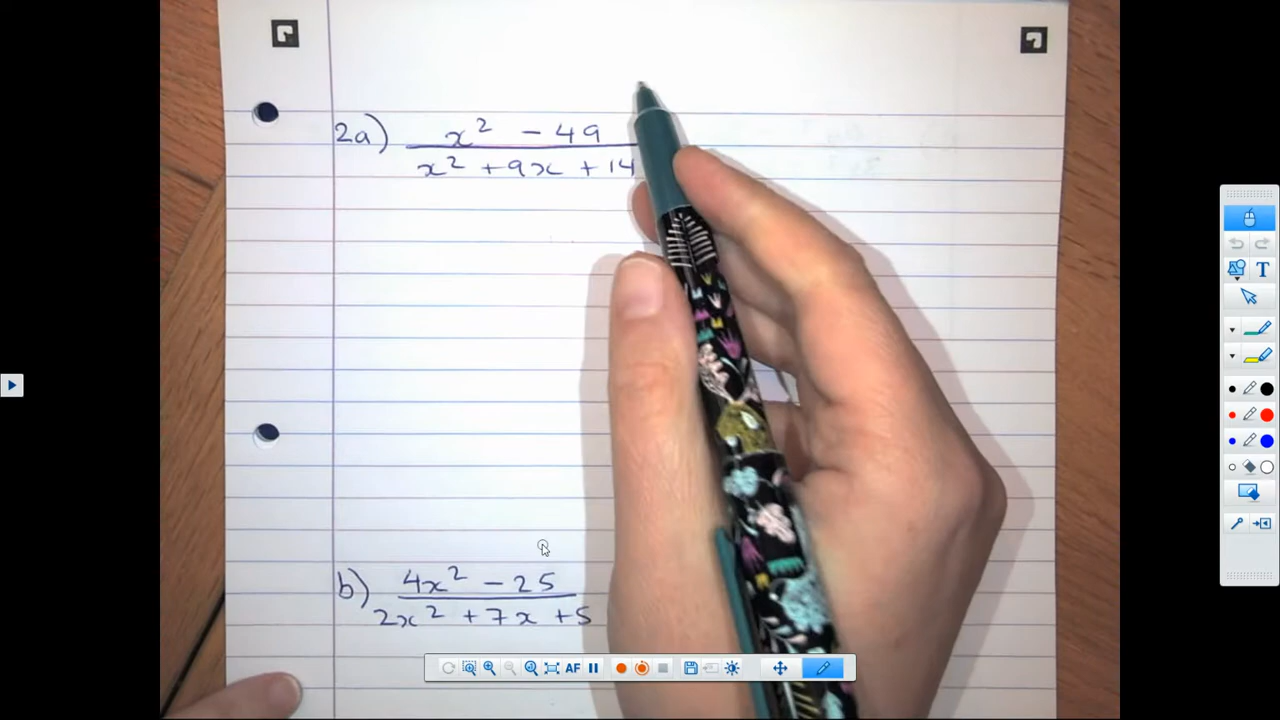 2a) x² - 49
x² + 9x + 14
b) 4x² - 25
2x² + 7x + 5
AF
T